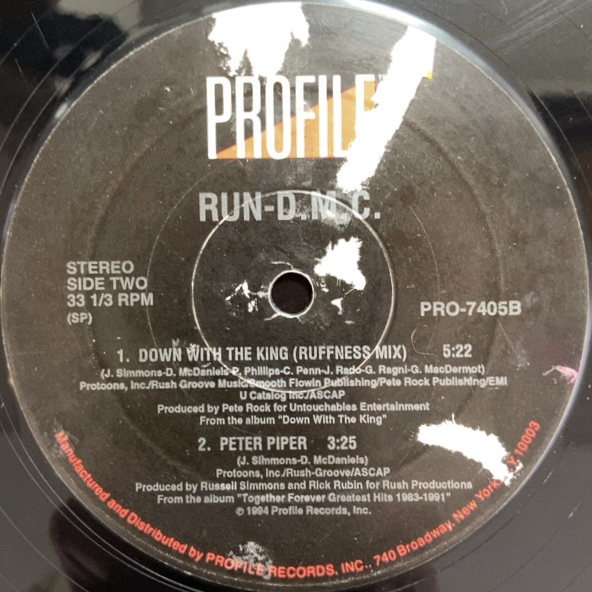 PROFILE
RUN-D.M.C.
STEREO
SIDE TWO
33 1/3 RPM
(SP)
PRO-7405B
1. DOWN WITH THE KING (RUFFNESS MIX) 5:22
(J. Simmons-D. McDaniels-P. Phillips-C. Penn-J. Rado-G. Ragni-G. MacDermot)
Protoons, Inc./Rush Groove Music/Smooth Flowin Publishing/Pete Rock Publishing/EMI
U Catalog Inc./ASCAP
Produced by Pete Rock for Untouchables Entertainment
From the album "Down With The King"
2. PETER PIPER 3:25
(J. Simmons-D. McDaniels)
Protoons, Inc./Rush-Groove/ASCAP
Produced by Russell Simmons and Rick Rubin for Rush Productions
From the album "Together Forever Greatest Hits 1983-1991"
℗ 1994 Profile Records, Inc.
Manufactured and Distributed by PROFILE RECORDS, INC., 740 Broadway, New York, Y 10003